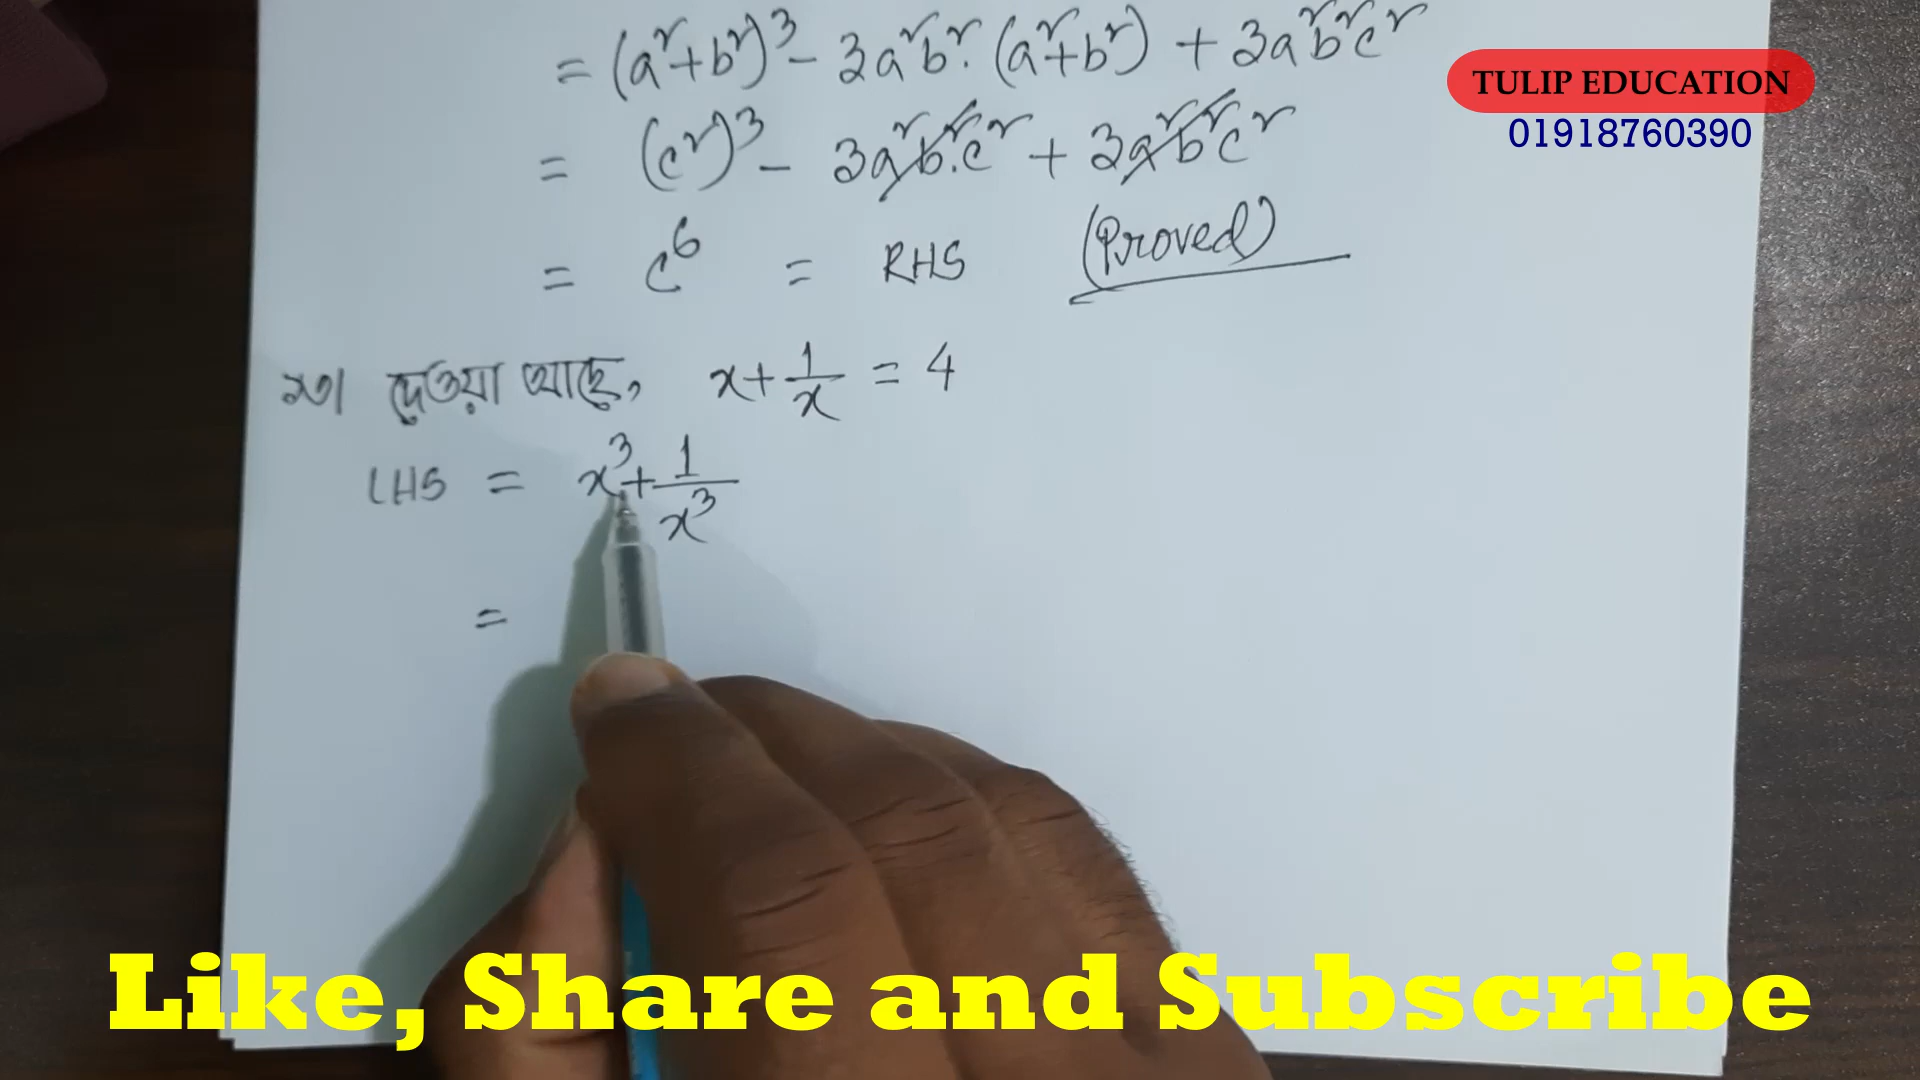 = (a²+b²)³ - 3a²b². (a²+b²) + 3a²b²c²
TULIP EDUCATION
01918760390
= (c²)³ - 3a²b².c² + 3a²b²c²
= c⁶ = RHS (Proved)
২৩। দেওয়া আছে, x + 1/x = 4
LHS = x³ + 1/x³
=
Like, Share and Subscribe